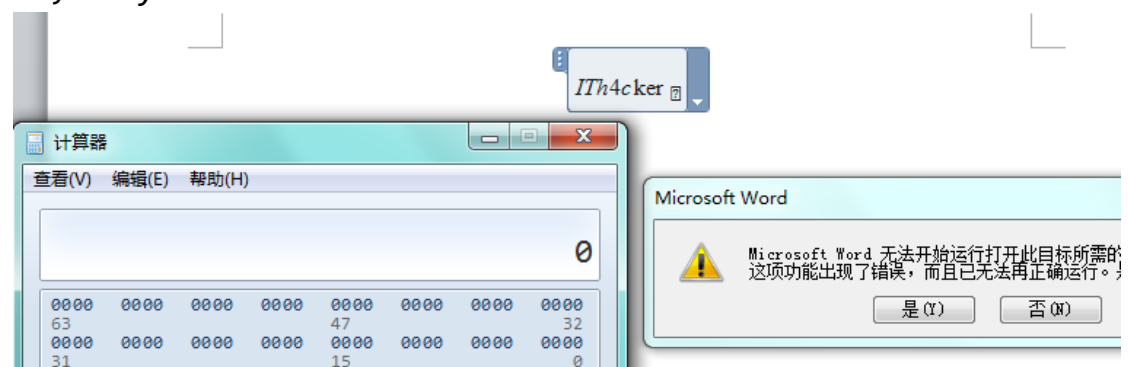 ITh4cker
计算器
查看(V) 编辑(E) 帮助(H)
0
0000 0000 0000 0000 0000 0000 0000 0000
63 47 32
0000 0000 0000 0000 0000 0000 0000 0000
31 15 0
Microsoft Word
Microsoft Word 无法开始运行打开此目标所需的
这项功能出现了错误，而且已无法再正确运行。是
是(Y) 否(N)